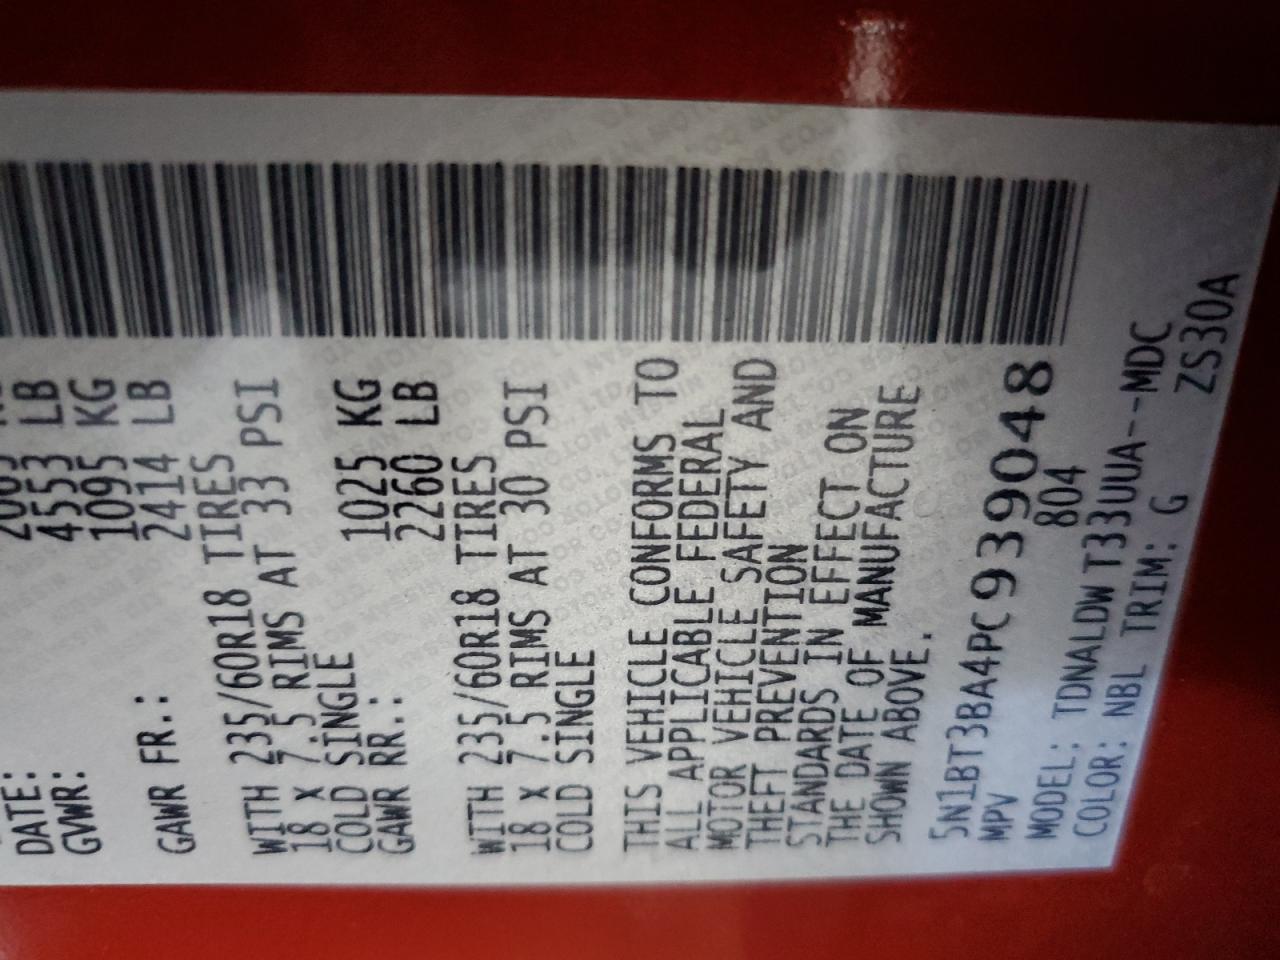 DATE:
GVWR:
4553 LB
1095 KG
GAWR FR.: 2414 LB
WITH 235/60R18 TIRES
18 x 7.5 RIMS AT 33 PSI
COLD SINGLE
GAWR RR.: 1025 KG
2260 LB
WITH 235/60R18 TIRES
18 x 7.5 RIMS AT 30 PSI
COLD SINGLE
THIS VEHICLE CONFORMS TO
ALL APPLICABLE FEDERAL
MOTOR VEHICLE SAFETY AND
THEFT PREVENTION
STANDARDS IN EFFECT ON
THE DATE OF MANUFACTURE
SHOWN ABOVE.
5N1BT3BA4PC939048
MPV 804
MODEL: TDNALDW T33UUA--MDC
COLOR: NBL TRIM: G ZS30A